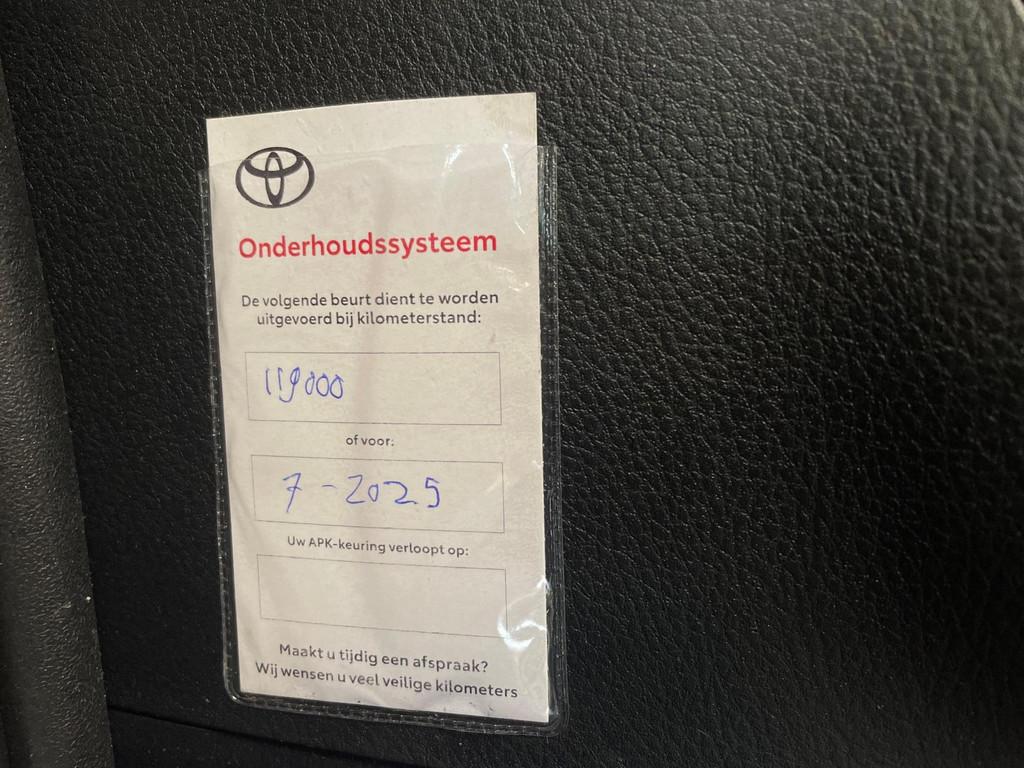 Onderhoudssysteem
De volgende beurt dient te worden
uitgevoerd bij kilometerstand:
119000
of voor:
7-2025
Uw APK-keuring verloopt op:
Maakt u tijdig een afspraak?
Wij wensen u veel veilige kilometers